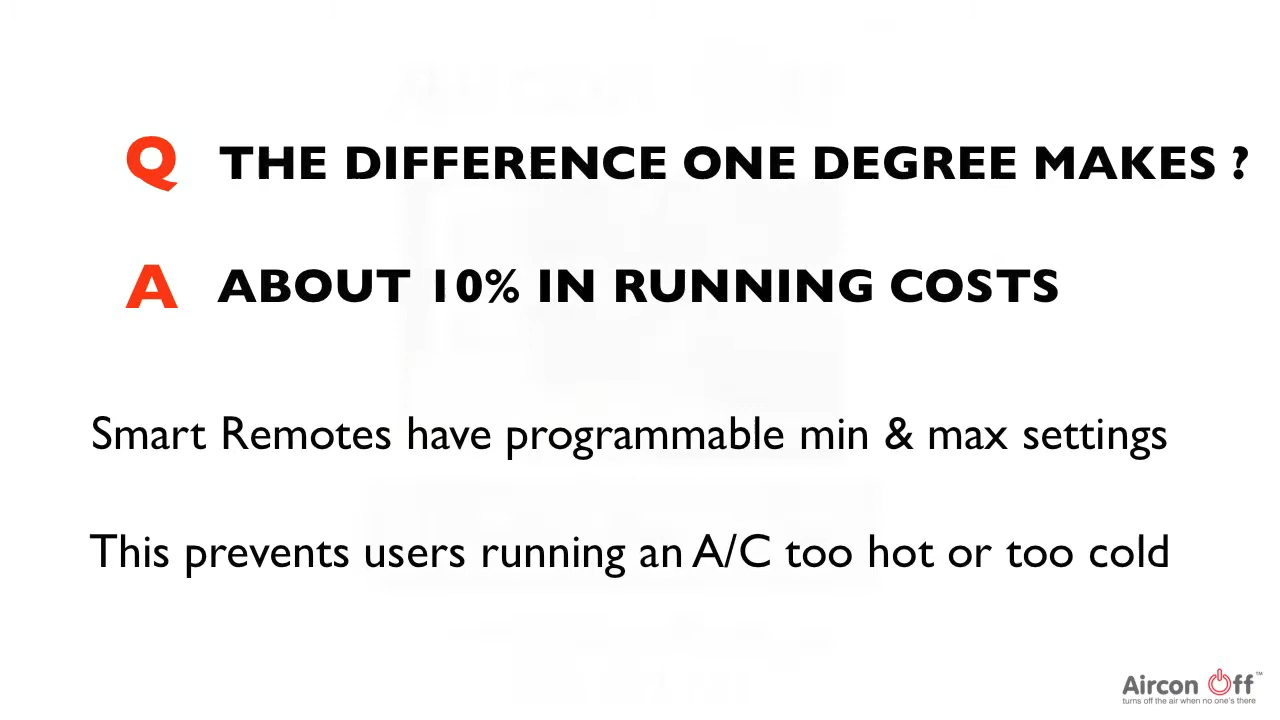 Q THE DIFFERENCE ONE DEGREE MAKES ?
A ABOUT 10% IN RUNNING COSTS
Smart Remotes have programmable min & max settings
This prevents users running an A/C too hot or too cold
Aircon Off™
turns off the air when no one's there